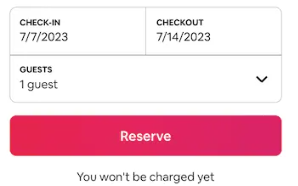 CHECK-IN
7/7/2023
CHECKOUT
7/14/2023
GUESTS
1 guest
Reserve
You won't be charged yet